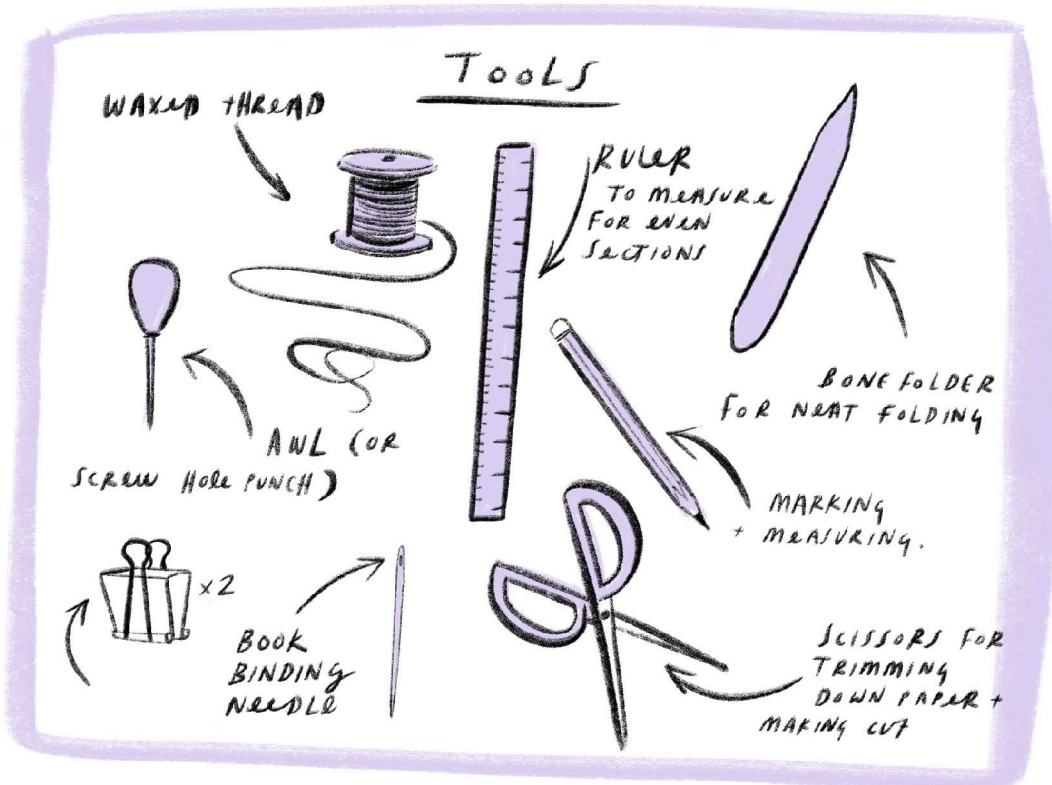 TOOLS
WAXED THREAD
RULER
TO MEASURE
FOR EVEN
SECTIONS
BONE FOLDER
FOR NEAT FOLDING
AWL (OR
SCREW HOLE PUNCH)
MARKING
+ MEASURING.
x2
BOOK
BINDING
NEEDLE
SCISSORS FOR
TRIMMING
DOWN PAPER +
MAKING CUT